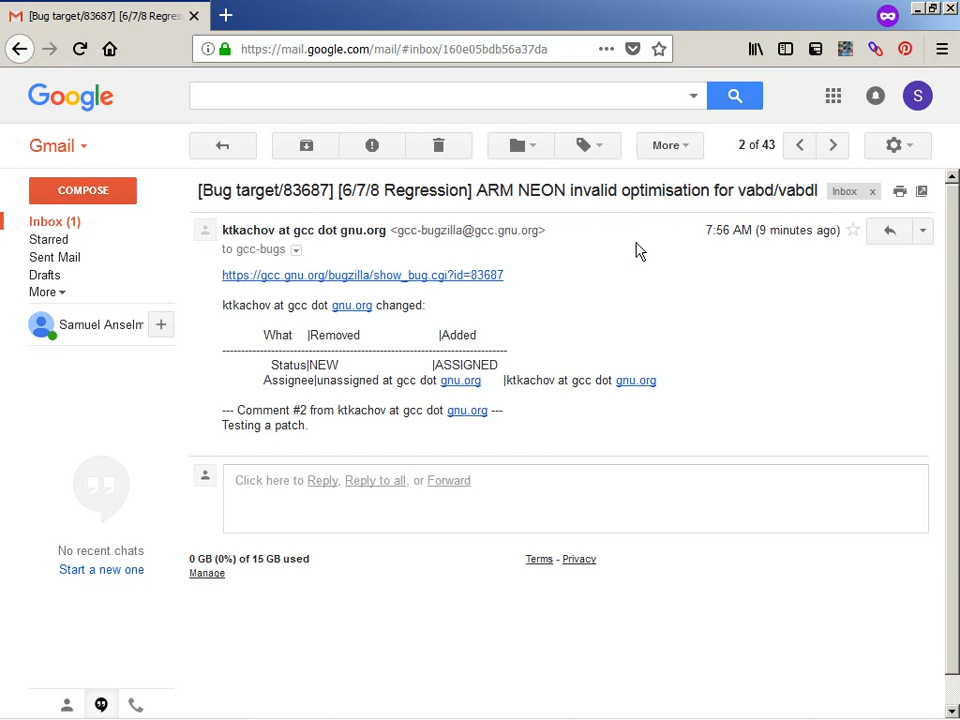 [Bug target/83687] [6/7/8 Regres
https://mail.google.com/mail/#inbox/160e05bdb56a37da
Google
S
Gmail
More
2 of 43
COMPOSE
[Bug target/83687] [6/7/8 Regression] ARM NEON invalid optimisation for vabd/vabdl
Inbox x
Inbox (1)
Starred
Sent Mail
Drafts
More
Samuel Anselm
ktkachov at gcc dot gnu.org <gcc-bugzilla@gcc.gnu.org>
7:56 AM (9 minutes ago)
to gcc-bugs
https://gcc.gnu.org/bugzilla/show_bug.cgi?id=83687
ktkachov at gcc dot gnu.org changed:
What |Removed |Added
----------------------------------------------------------------------------
Status|NEW |ASSIGNED
Assignee|unassigned at gcc dot gnu.org |ktkachov at gcc dot gnu.org
--- Comment #2 from ktkachov at gcc dot gnu.org ---
Testing a patch.
Click here to Reply, Reply to all, or Forward
No recent chats
Start a new one
0 GB (0%) of 15 GB used
Manage
Terms - Privacy